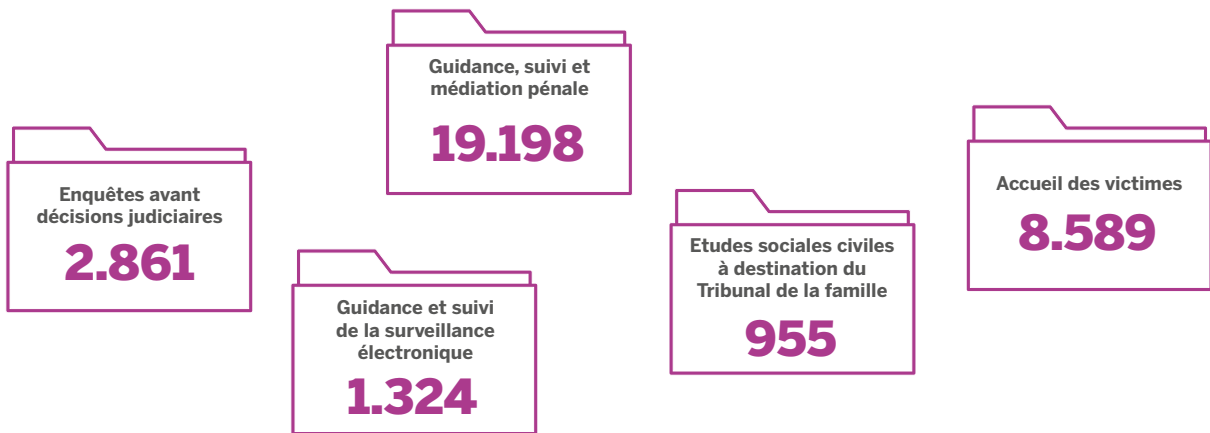 Enquêtes avant
décisions judiciaires
2.861
Guidance, suivi et
médiation pénale
19.198
Guidance et suivi
de la surveillance
électronique
1.324
Etudes sociales civiles
à destination du
Tribunal de la famille
955
Accueil des victimes
8.589